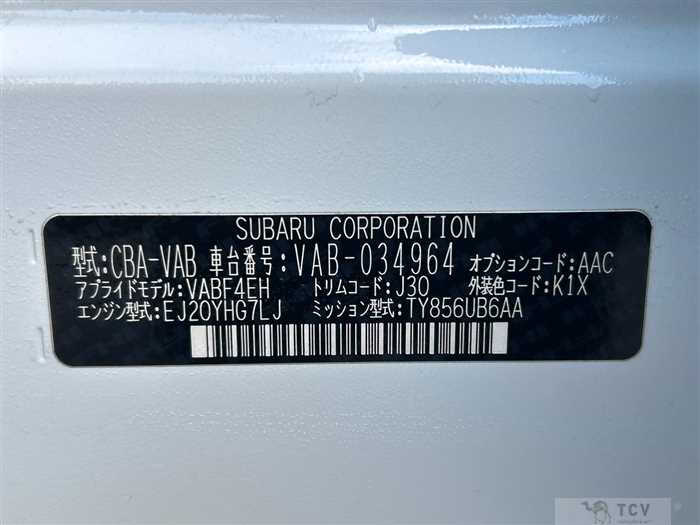 SUBARU CORPORATION
型式:CBA-VAB 車台番号:VAB-034964 オプションコード:AAC
アプライドモデル:VABF4EH トリムコード:J30 外装色コード:K1X
エンジン型式:EJ20YHG7LJ ミッション型式:TY856UB6AA
TCV